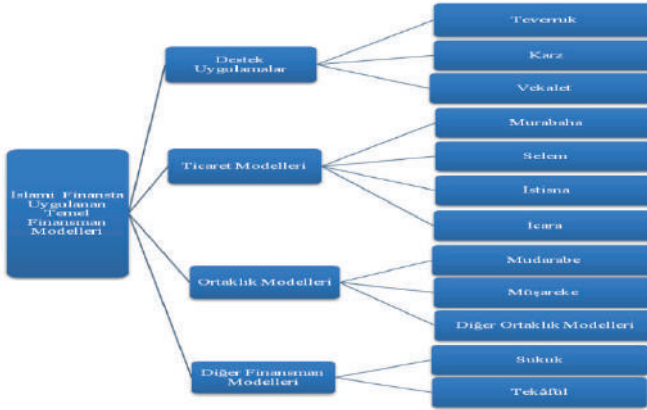 İslami Finansta
Uygulanan
Temel
Finansman
Modelleri
Destek
Uygulamalar
Teverruk
Karz
Vekalet
Ticaret Modelleri
Murabaha
Selem
İstisna
İcara
Ortaklık Modelleri
Mudarabe
Müşareke
Diğer Ortaklık Modelleri
Diğer Finansman
Modelleri
Sukuk
Tekâfül